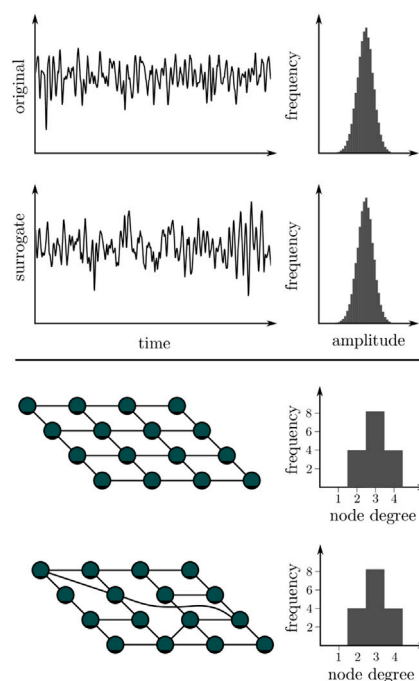 original
frequency
surrogate
frequency
time
amplitude
frequency
8
6
4
2
1 2 3 4
node degree
frequency
8
6
4
2
1 2 3 4
node degree